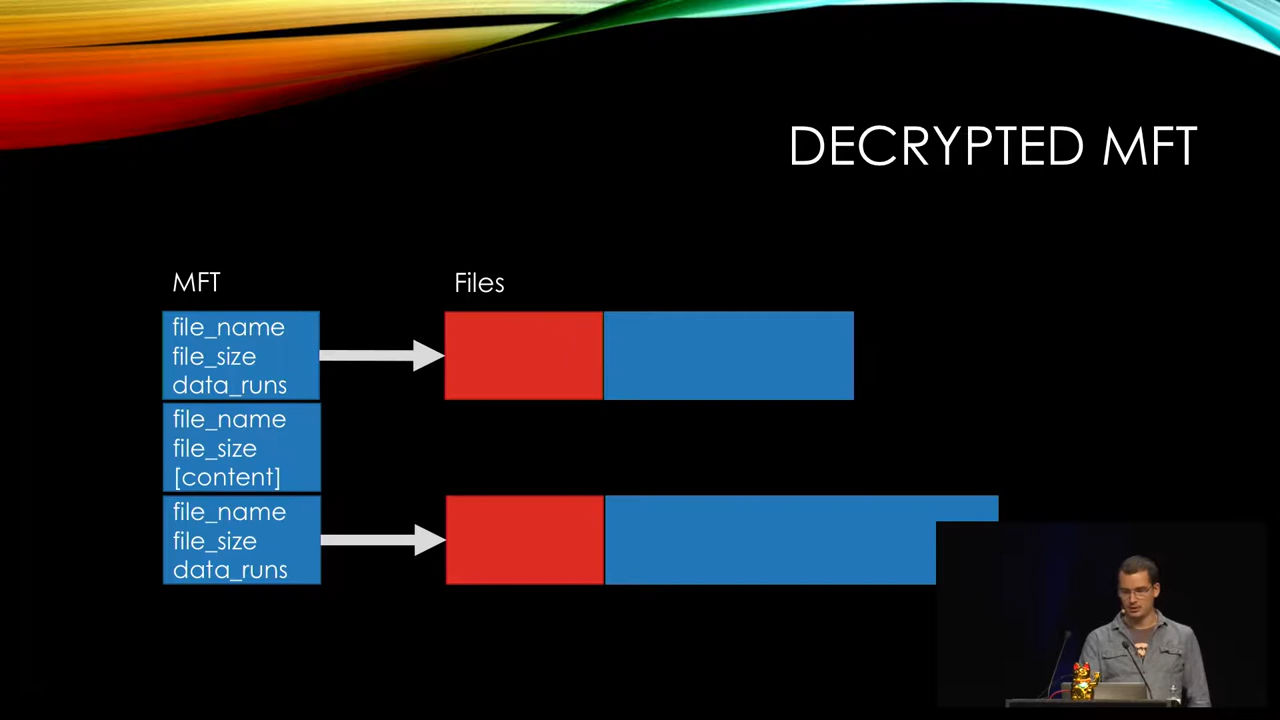 DECRYPTED MFT
MFT
Files
file_name
file_size
data_runs
file_name
file_size
[content]
file_name
file_size
data_runs